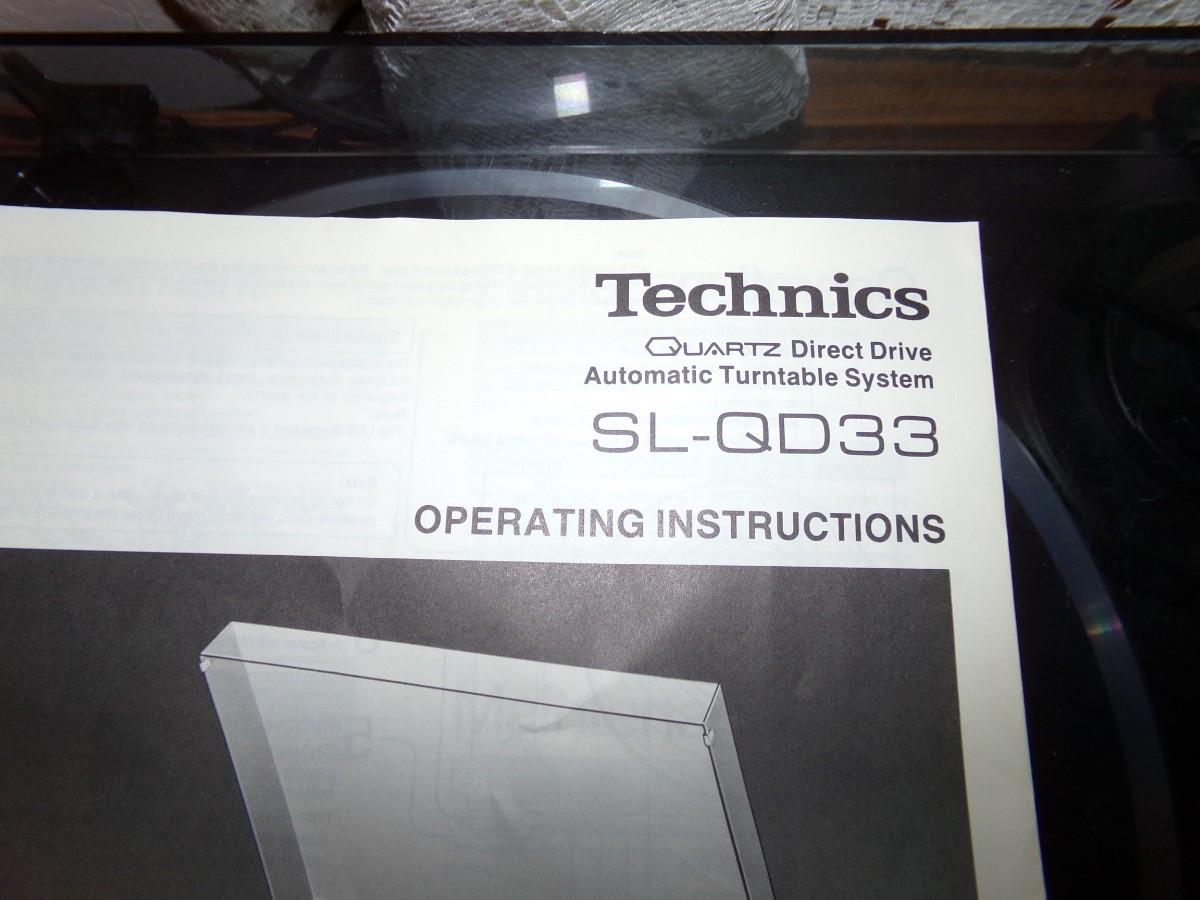 Technics
QUARTZ Direct Drive
Automatic Turntable System
SL-QD33
OPERATING INSTRUCTIONS